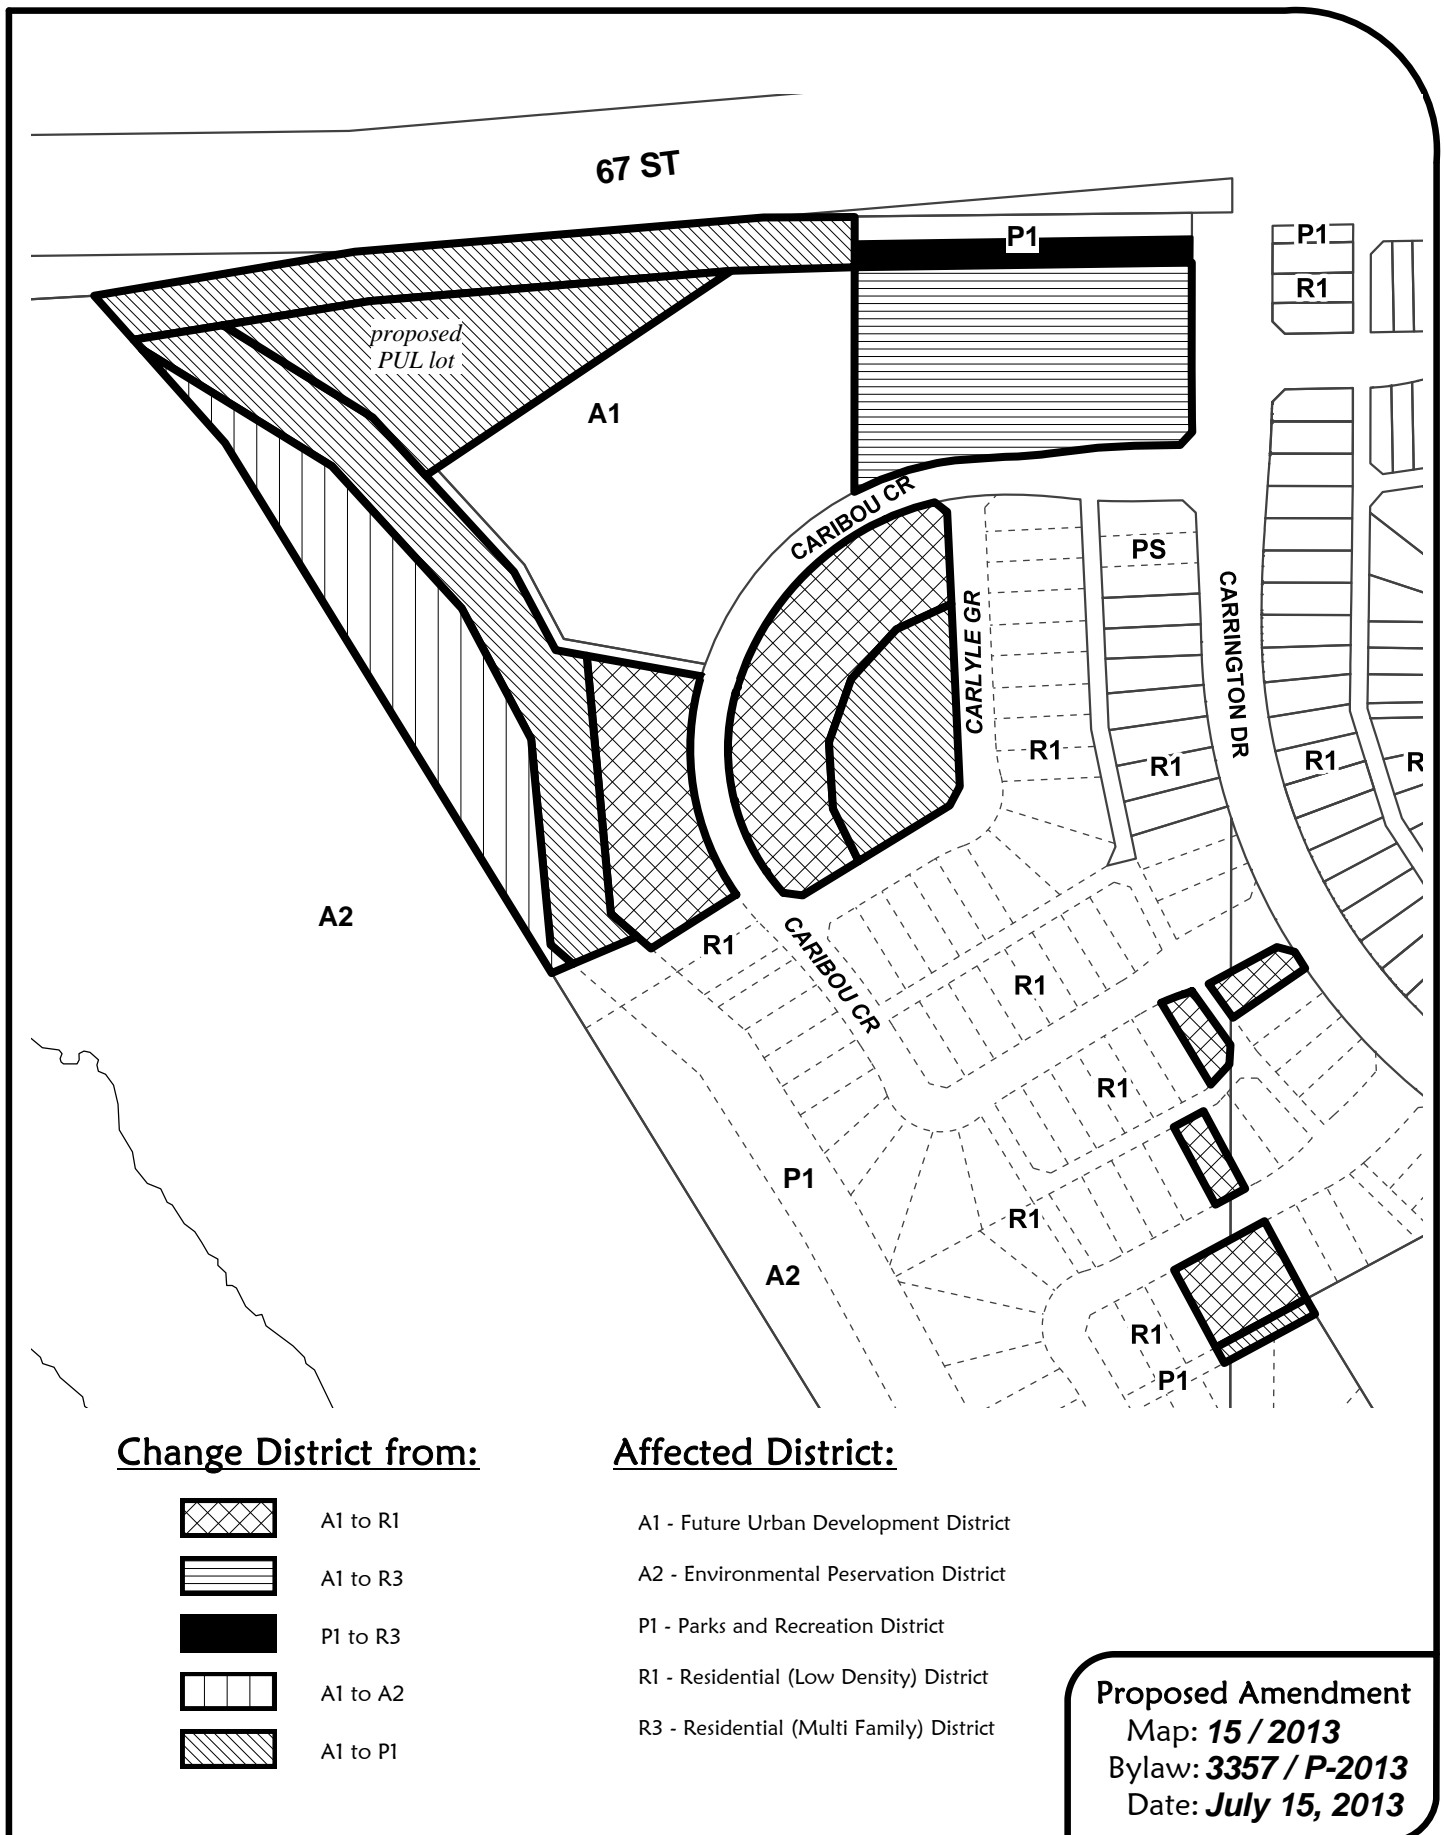 67 ST
P1
P1
R1
proposed
PUL lot
A1
CARIBOU CR
PS
CARLYLE GR
CARRINGTON DR
R1
R1
R1
R
A2
R1
CARIBOU CR
R1
R1
P1
R1
A2
R1
P1
Change District from:
A1 to R1
A1 to R3
P1 to R3
A1 to A2
A1 to P1
Affected District:
A1 - Future Urban Development District
A2 - Environmental Peservation District
P1 - Parks and Recreation District
R1 - Residential (Low Density) District
R3 - Residential (Multi Family) District
Proposed Amendment
Map: 15 / 2013
Bylaw: 3357 / P-2013
Date: July 15, 2013